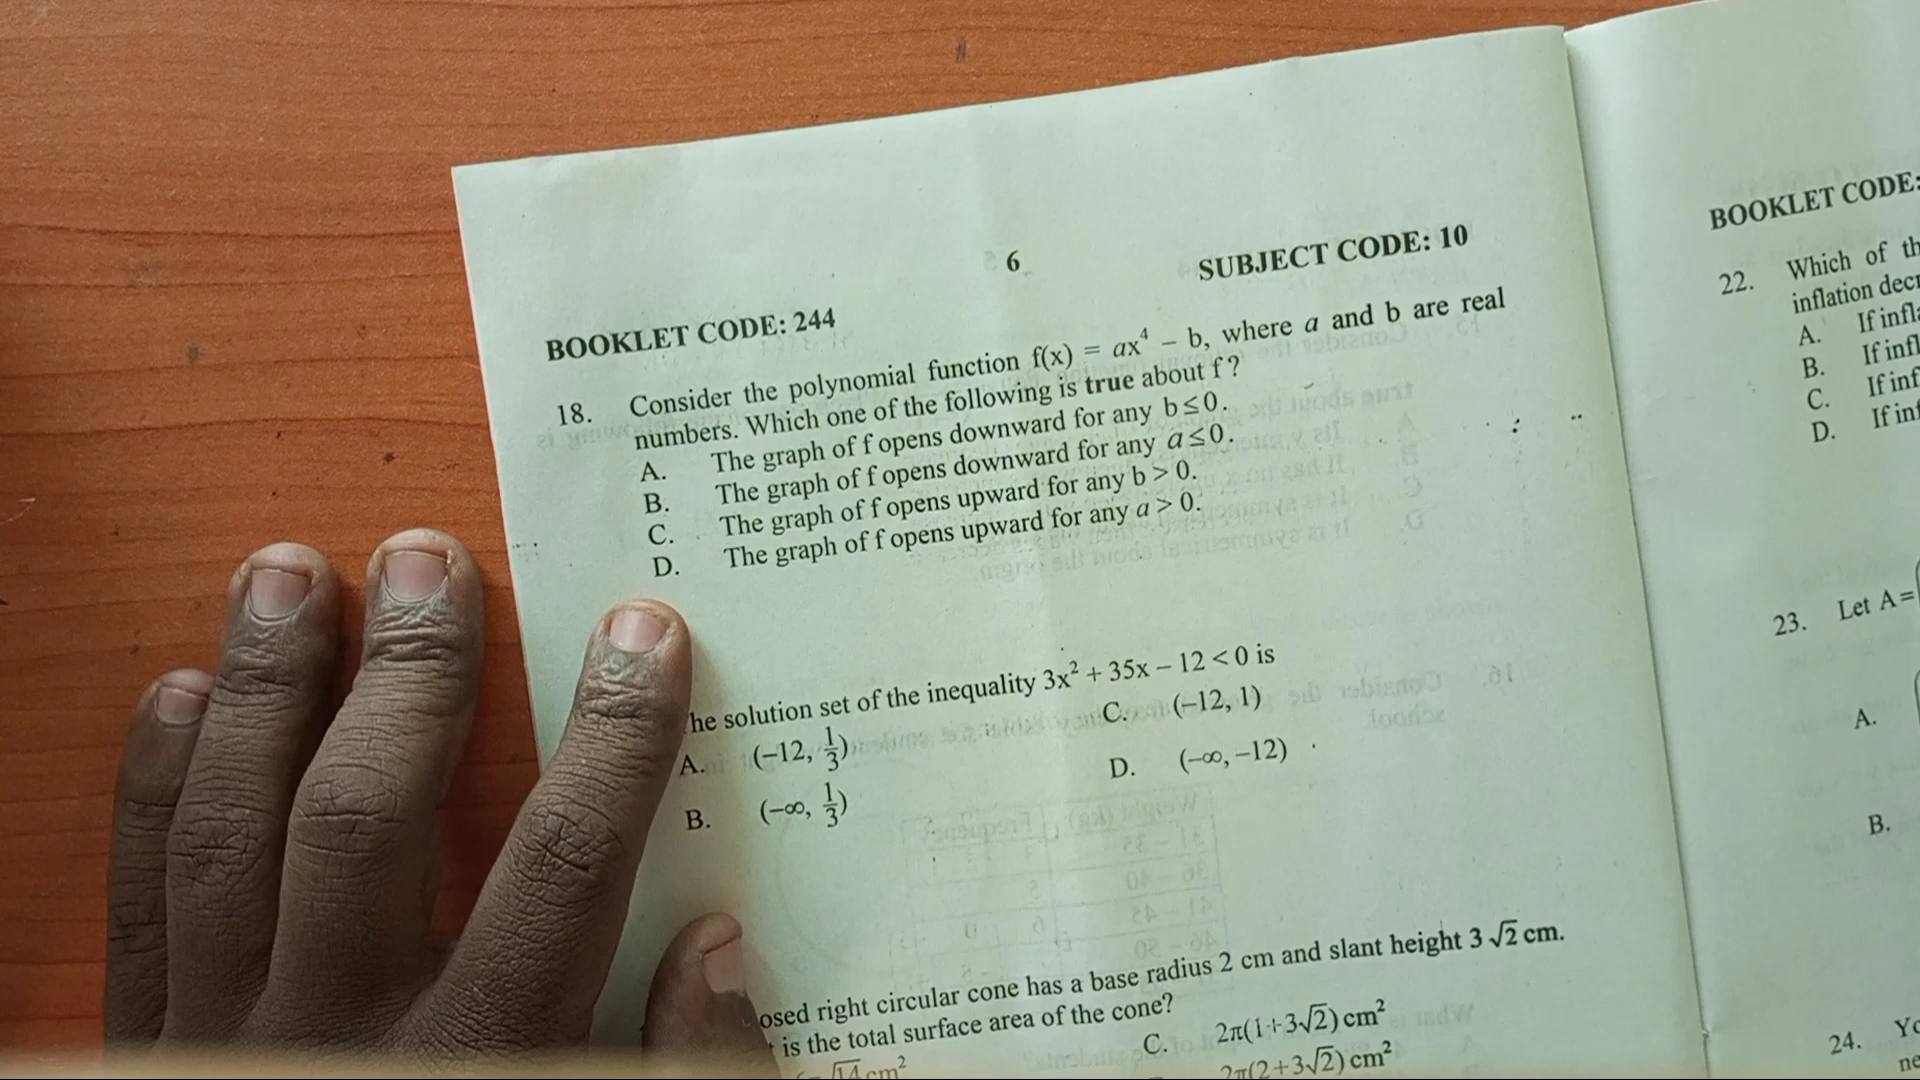 6
SUBJECT CODE: 10
BOOKLET CODE: 244
18. Consider the polynomial function f(x) = ax⁴ – b, where a and b are real
numbers. Which one of the following is true about f ?
A. The graph of f opens downward for any b ≤ 0.
B. The graph of f opens downward for any a ≤ 0.
C. The graph of f opens upward for any b > 0.
D. The graph of f opens upward for any a > 0.
he solution set of the inequality 3x² + 35x – 12 < 0 is
A. (–12, 1/3)
C. (–12, 1)
B. (–∞, 1/3)
D. (–∞, –12)
osed right circular cone has a base radius 2 cm and slant height 3 √2 cm.
is the total surface area of the cone?
√14 cm²
C. 2π(1+3√2) cm²
2π(2+3√2) cm²
BOOKLET CODE:
22. Which of th
inflation decr
A. If infla
B. If infl
C. If inf
D. If inf
23. Let A =
A.
B.
24. Yo
ne